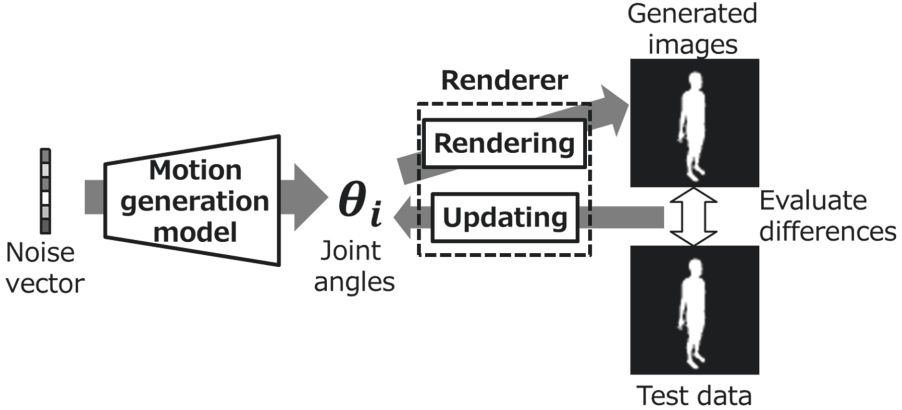 Generated
images
Renderer
Rendering
Motion
generation
model
θi
Updating
Evaluate
differences
Noise
vector
Joint
angles
Test data